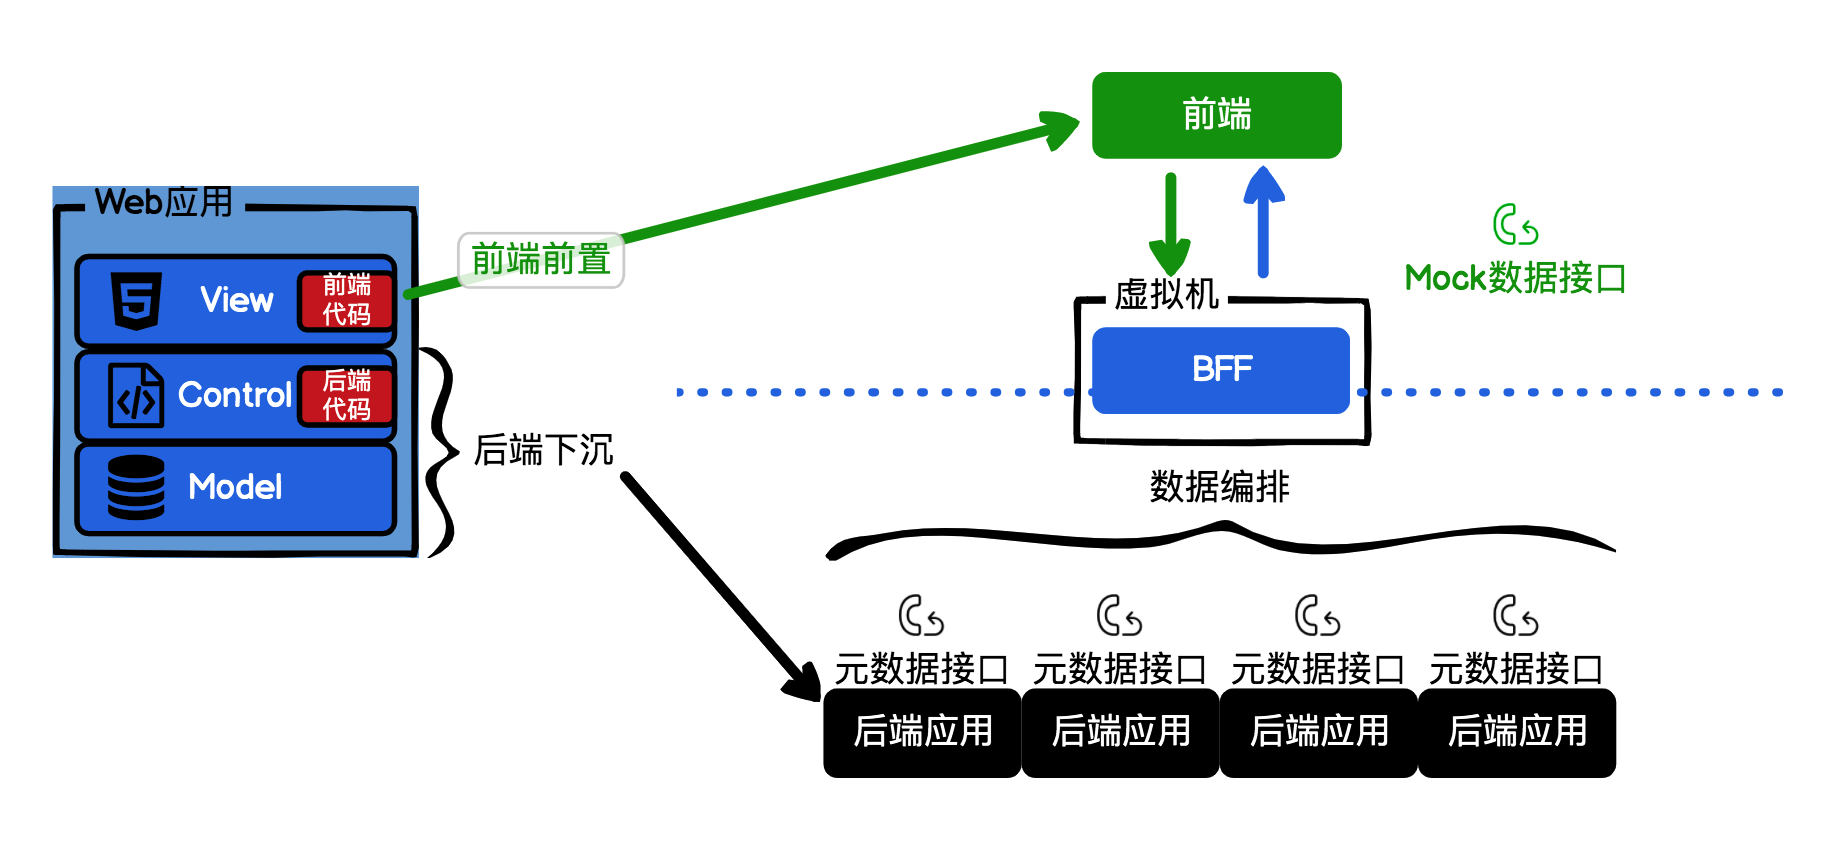 Web应用
View
前端
代码
Control
后端
代码
Model
前端前置
后端下沉
前端
Mock数据接口
虚拟机
BFF
数据编排
元数据接口
元数据接口
元数据接口
元数据接口
后端应用
后端应用
后端应用
后端应用